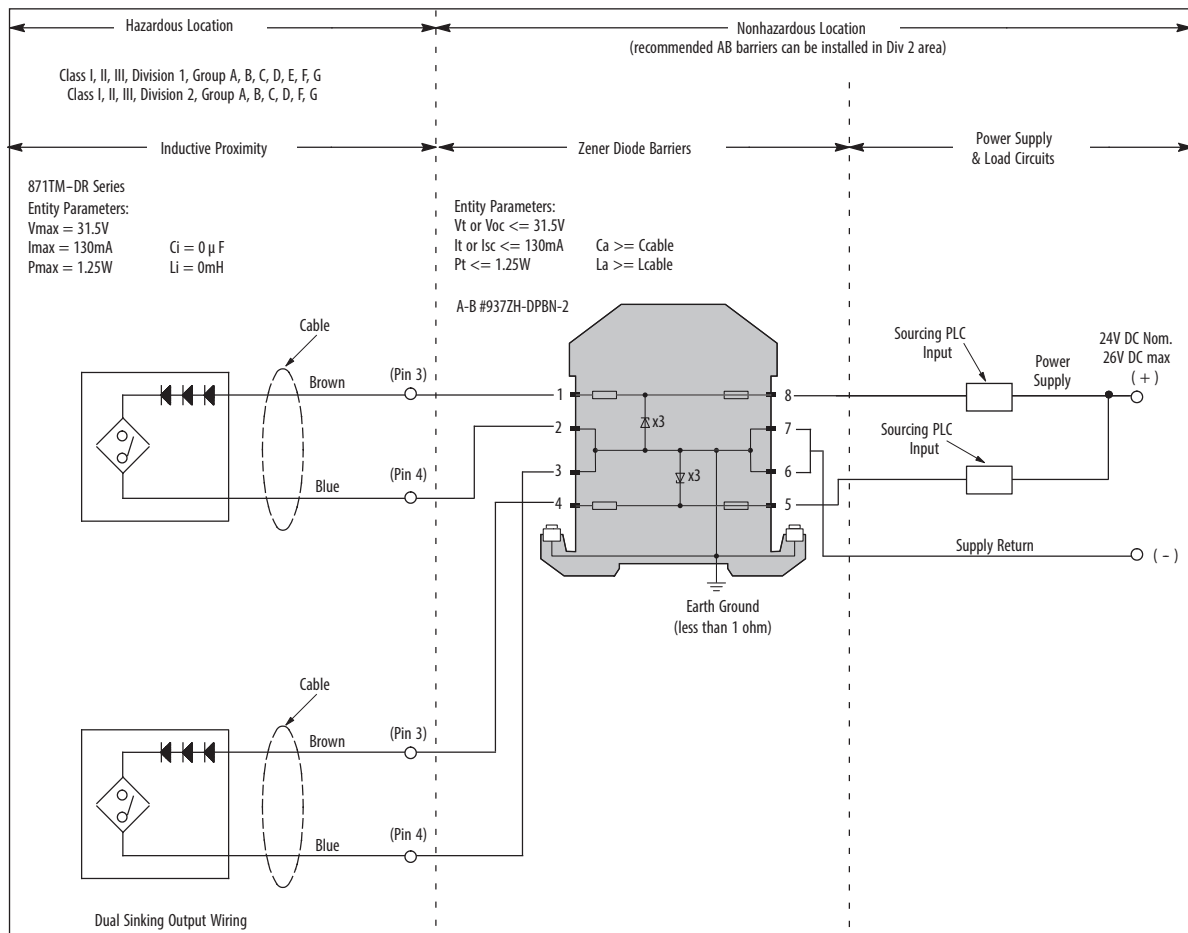 Hazardous Location
Nonhazardous Location
(recommended AB barriers can be installed in Div 2 area)
Class I, II, III, Division 1, Group A, B, C, D, E, F, G
Class I, II, III, Division 2, Group A, B, C, D, F, G
Inductive Proximity
Zener Diode Barriers
Power Supply
& Load Circuits
871TM–DR Series
Entity Parameters:
Vmax = 31.5V
Imax = 130mA Ci = 0 µ F
Pmax = 1.25W Li = 0mH
Entity Parameters:
Vt or Voc <= 31.5V
It or Isc <= 130mA Ca >= Ccable
Pt <= 1.25W La >= Lcable
A-B #937ZH-DPBN-2
Cable
Brown
(Pin 3)
Blue
(Pin 4)
1
2
3
4
x3
x3
8
7
6
5
Sourcing PLC
Input
Power
Supply
24V DC Nom.
26V DC max
( + )
Sourcing PLC
Input
Supply Return
( – )
Earth Ground
(less than 1 ohm)
Cable
Brown
(Pin 3)
Blue
(Pin 4)
Dual Sinking Output Wiring